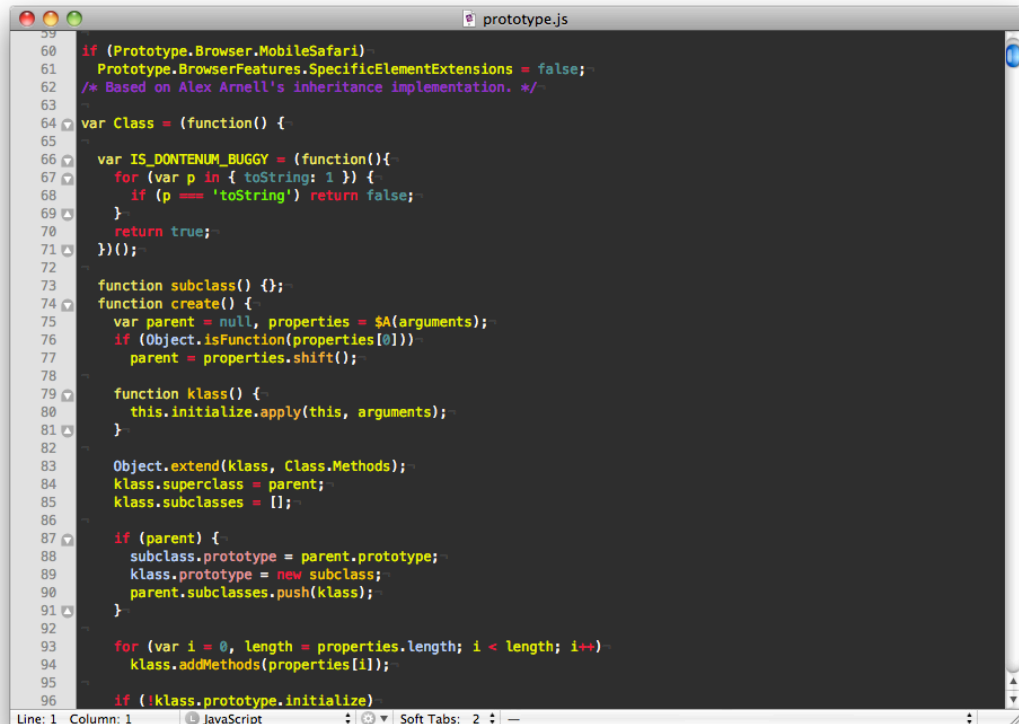 prototype.js
59
60 if (Prototype.Browser.MobileSafari)¬
61   Prototype.BrowserFeatures.SpecificElementExtensions = false;¬
62 /* Based on Alex Arnell's inheritance implementation. */¬
63 ¬
64 var Class = (function() {¬
65 ¬
66   var IS_DONTENUM_BUGGY = (function(){¬
67     for (var p in { toString: 1 }) {¬
68       if (p === 'toString') return false;¬
69     }¬
70     return true;¬
71   })();¬
72 ¬
73   function subclass() {};¬
74   function create() {¬
75     var parent = null, properties = $A(arguments);¬
76     if (Object.isFunction(properties[0]))¬
77       parent = properties.shift();¬
78 ¬
79     function klass() {¬
80       this.initialize.apply(this, arguments);¬
81     }¬
82 ¬
83     Object.extend(klass, Class.Methods);¬
84     klass.superclass = parent;¬
85     klass.subclasses = [];¬
86 ¬
87     if (parent) {¬
88       subclass.prototype = parent.prototype;¬
89       klass.prototype = new subclass;¬
90       parent.subclasses.push(klass);¬
91     }¬
92 ¬
93     for (var i = 0, length = properties.length; i < length; i++)¬
94       klass.addMethods(properties[i]);¬
95 ¬
96     if (!klass.prototype.initialize)¬
Line: 1 Column: 1 L JavaScript Soft Tabs: 2 —